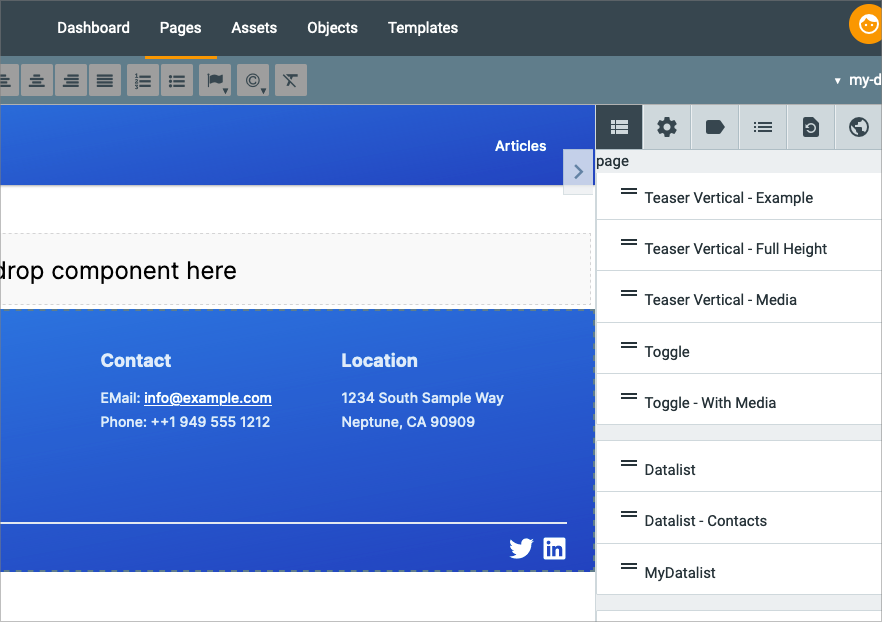 Dashboard Pages Assets Objects Templates
my-d
Articles
page
Teaser Vertical - Example
Teaser Vertical - Full Height
drop component here
Teaser Vertical - Media
Toggle
Toggle - With Media
Contact
EMail: info@example.com
Phone: ++1 949 555 1212
Location
1234 South Sample Way
Neptune, CA 90909
Datalist
Datalist - Contacts
MyDatalist